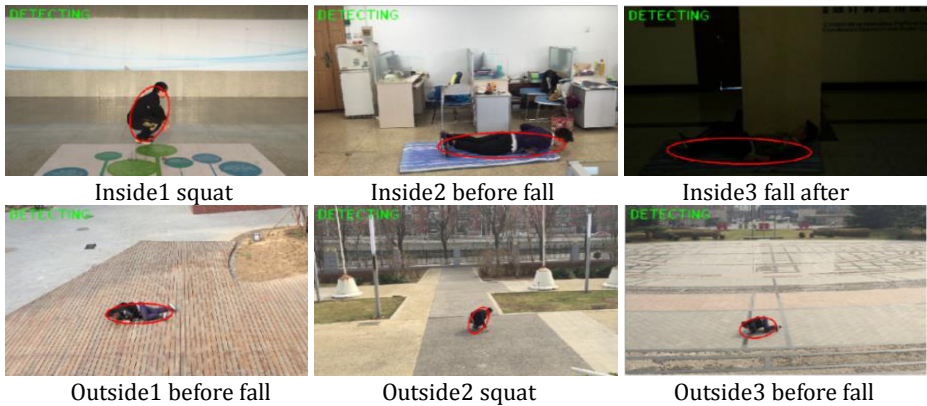 DETECTING
DETECTING
DETECTING
Inside1 squat
Inside2 before fall
Inside3 fall after
DETECTING
DETECTING
DETECTING
Outside1 before fall
Outside2 squat
Outside3 before fall